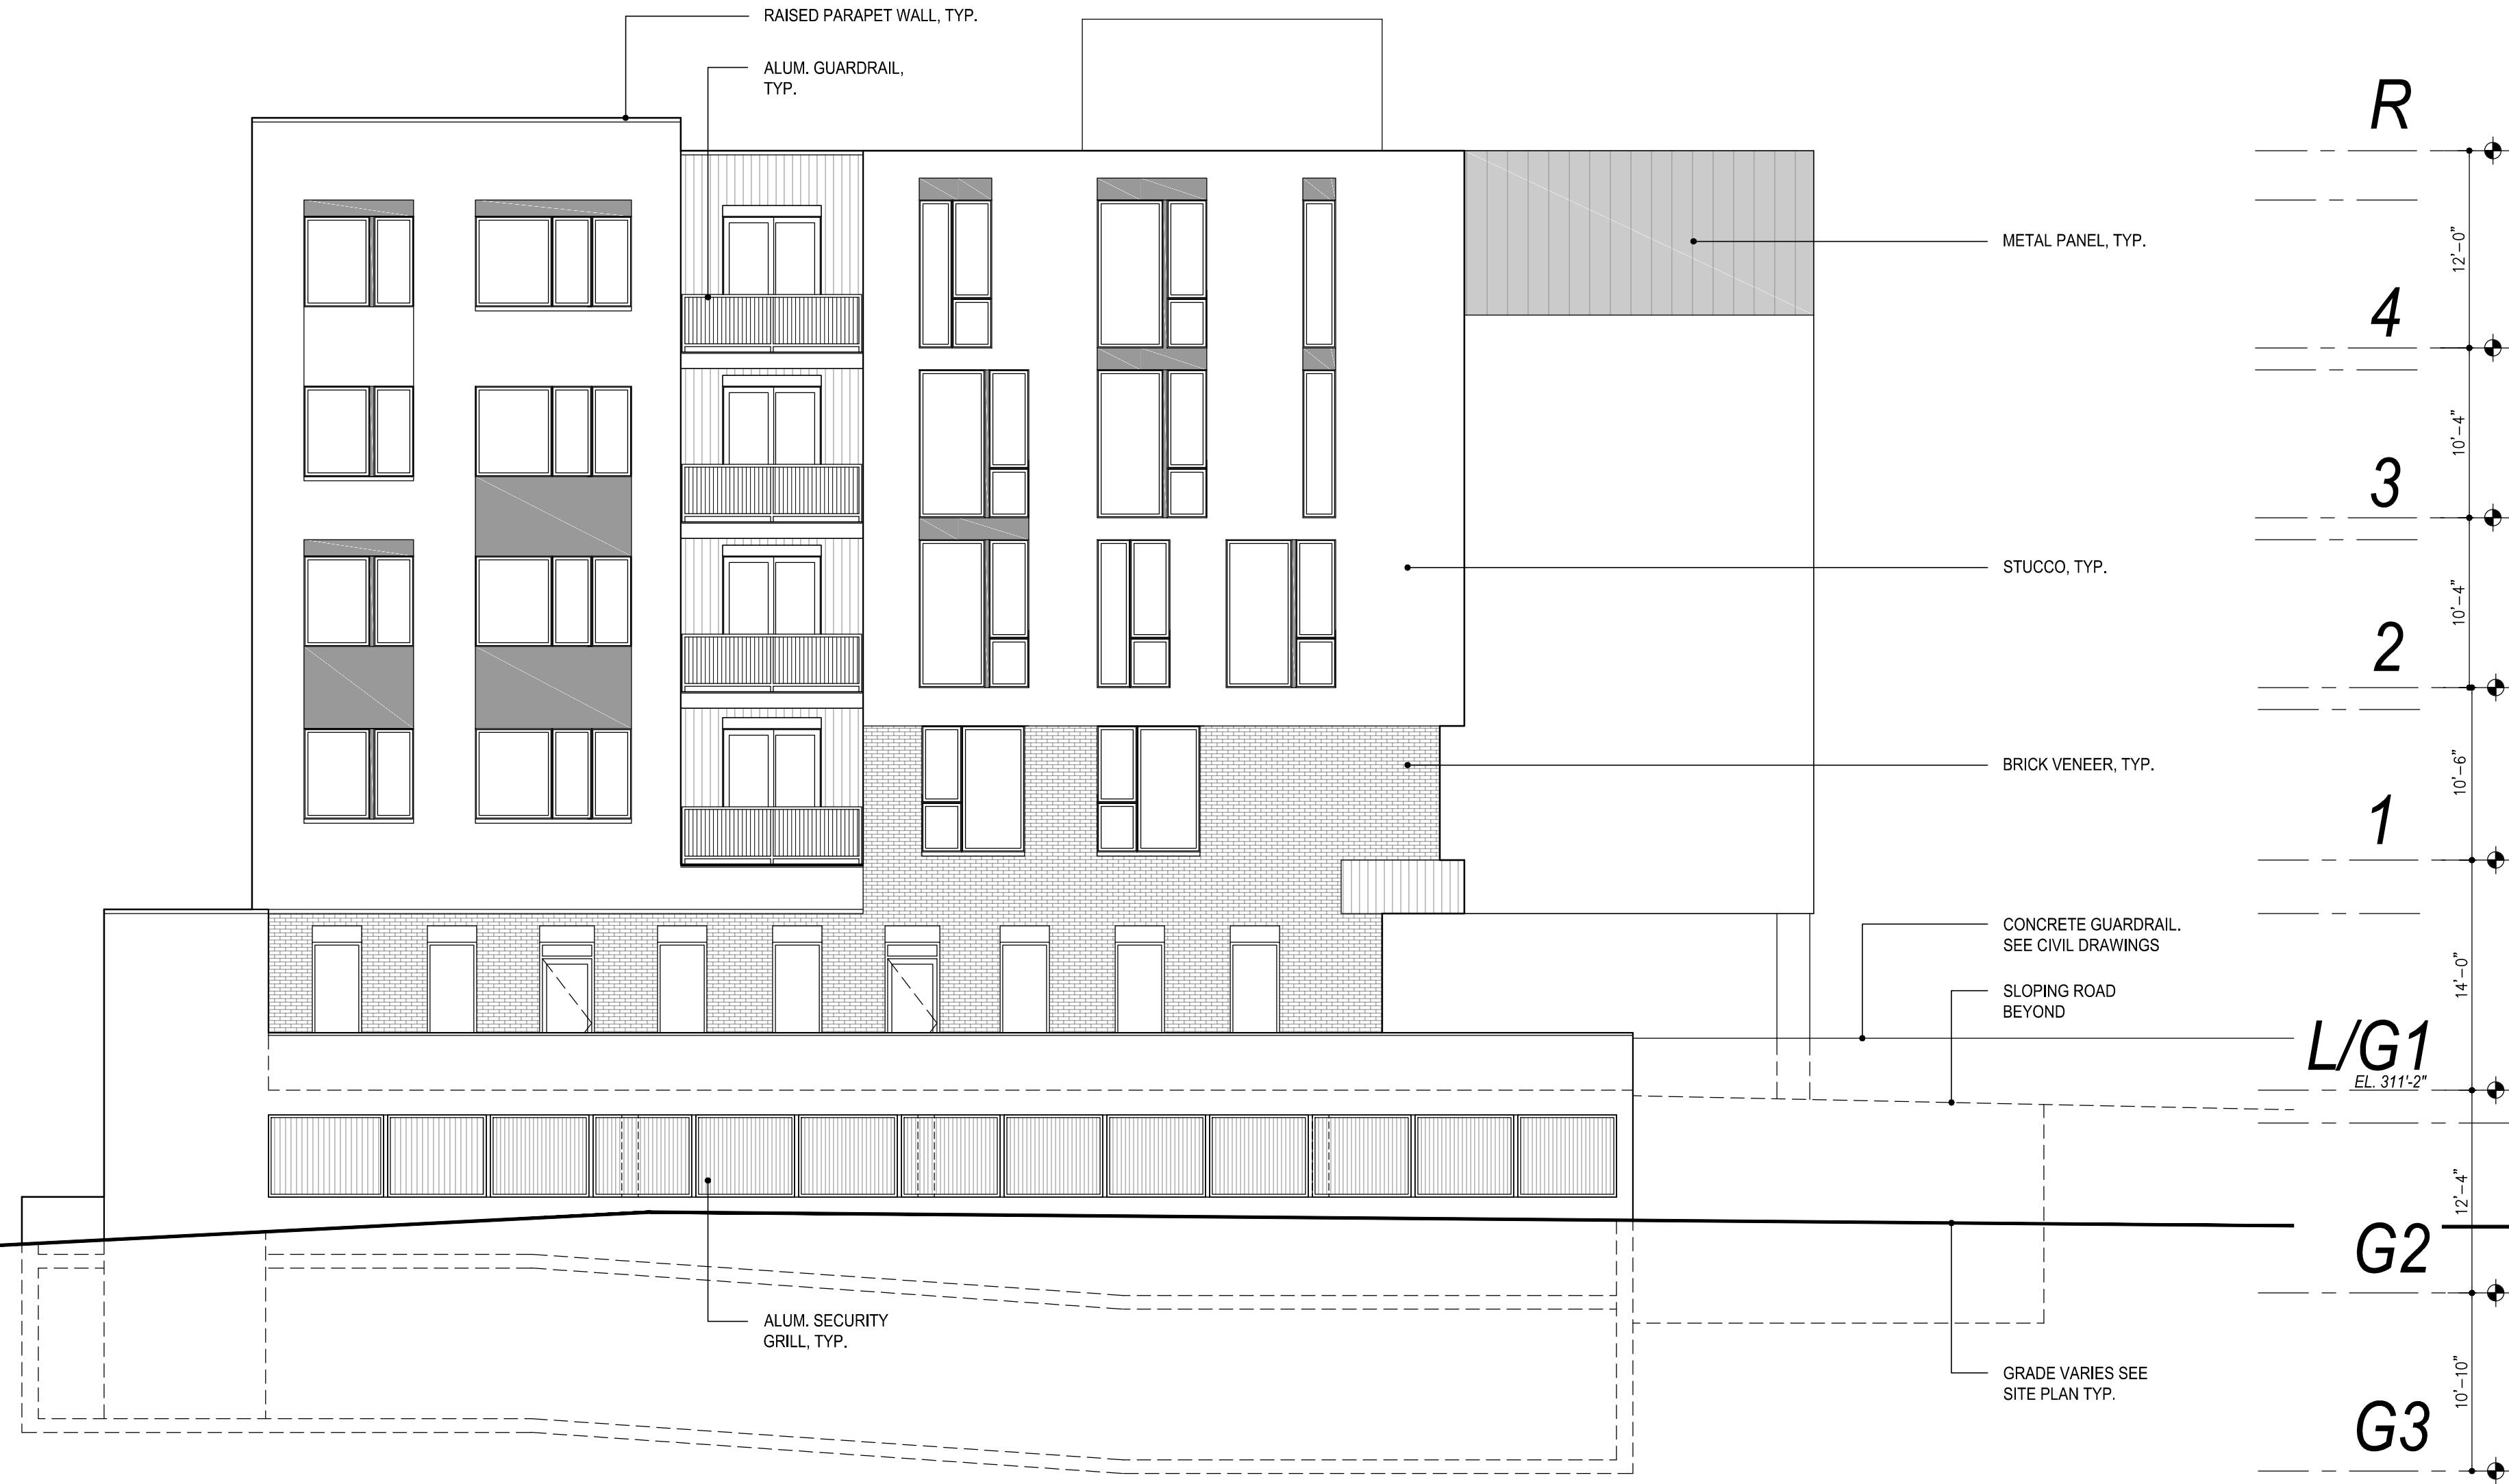 RAISED PARAPET WALL, TYP.
ALUM. GUARDRAIL,
TYP.
R
METAL PANEL, TYP.
12'-0"
4
10'-4"
3
STUCCO, TYP.
10'-4"
2
BRICK VENEER, TYP.
10'-6"
1
CONCRETE GUARDRAIL.
SEE CIVIL DRAWINGS
14'-0"
SLOPING ROAD
BEYOND
L/G1
EL. 311'-2"
12'-4"
G2
ALUM. SECURITY
GRILL, TYP.
GRADE VARIES SEE
SITE PLAN TYP.
10'-10"
G3